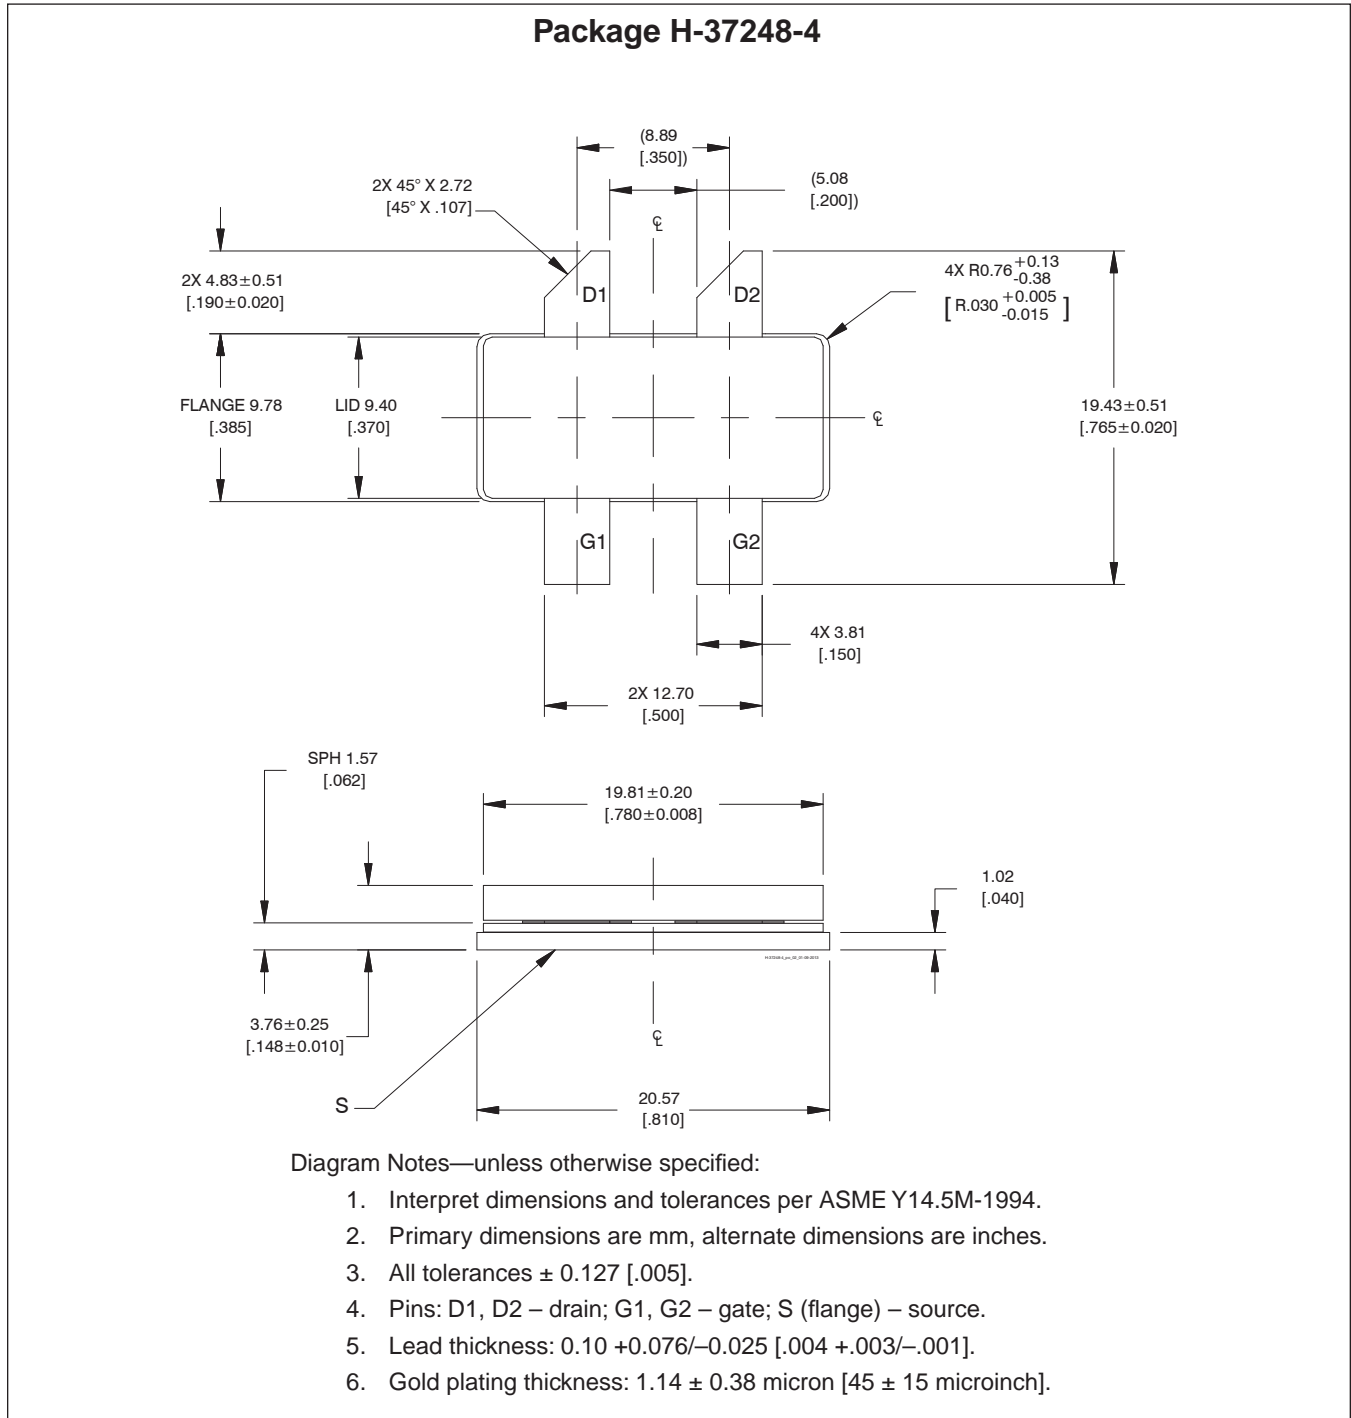 Package H-37248-4
(8.89
[.350])
2X 45° X 2.72
[45° X .107]
(5.08
[.200])
℄
2X 4.83±0.51
[.190±0.020]
D1
D2
4X R0.76 +0.13 -0.38
[ R.030 +0.005 -0.015 ]
FLANGE 9.78
[.385]
LID 9.40
[.370]
℄
19.43±0.51
[.765±0.020]
G1
G2
4X 3.81
[.150]
2X 12.70
[.500]
SPH 1.57
[.062]
19.81±0.20
[.780±0.008]
1.02
[.040]
3.76±0.25
[.148±0.010]
℄
S
20.57
[.810]
Diagram Notes—unless otherwise specified:
1. Interpret dimensions and tolerances per ASME Y14.5M-1994.
2. Primary dimensions are mm, alternate dimensions are inches.
3. All tolerances ± 0.127 [.005].
4. Pins: D1, D2 – drain; G1, G2 – gate; S (flange) – source.
5. Lead thickness: 0.10 +0.076/–0.025 [.004 +.003/–.001].
6. Gold plating thickness: 1.14 ± 0.38 micron [45 ± 15 microinch].